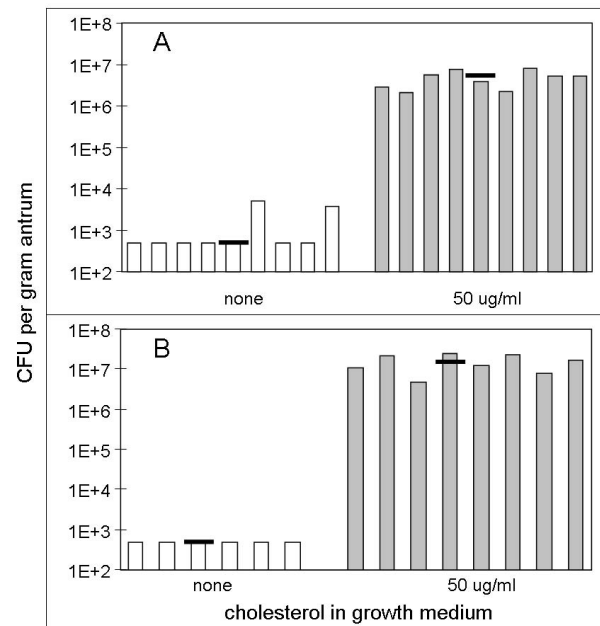 A
1E+8
1E+7
1E+6
1E+5
1E+4
1E+3
1E+2
none 50 ug/ml
CFU per gram antrum
B
1E+8
1E+7
1E+6
1E+5
1E+4
1E+3
1E+2
none 50 ug/ml
cholesterol in growth medium